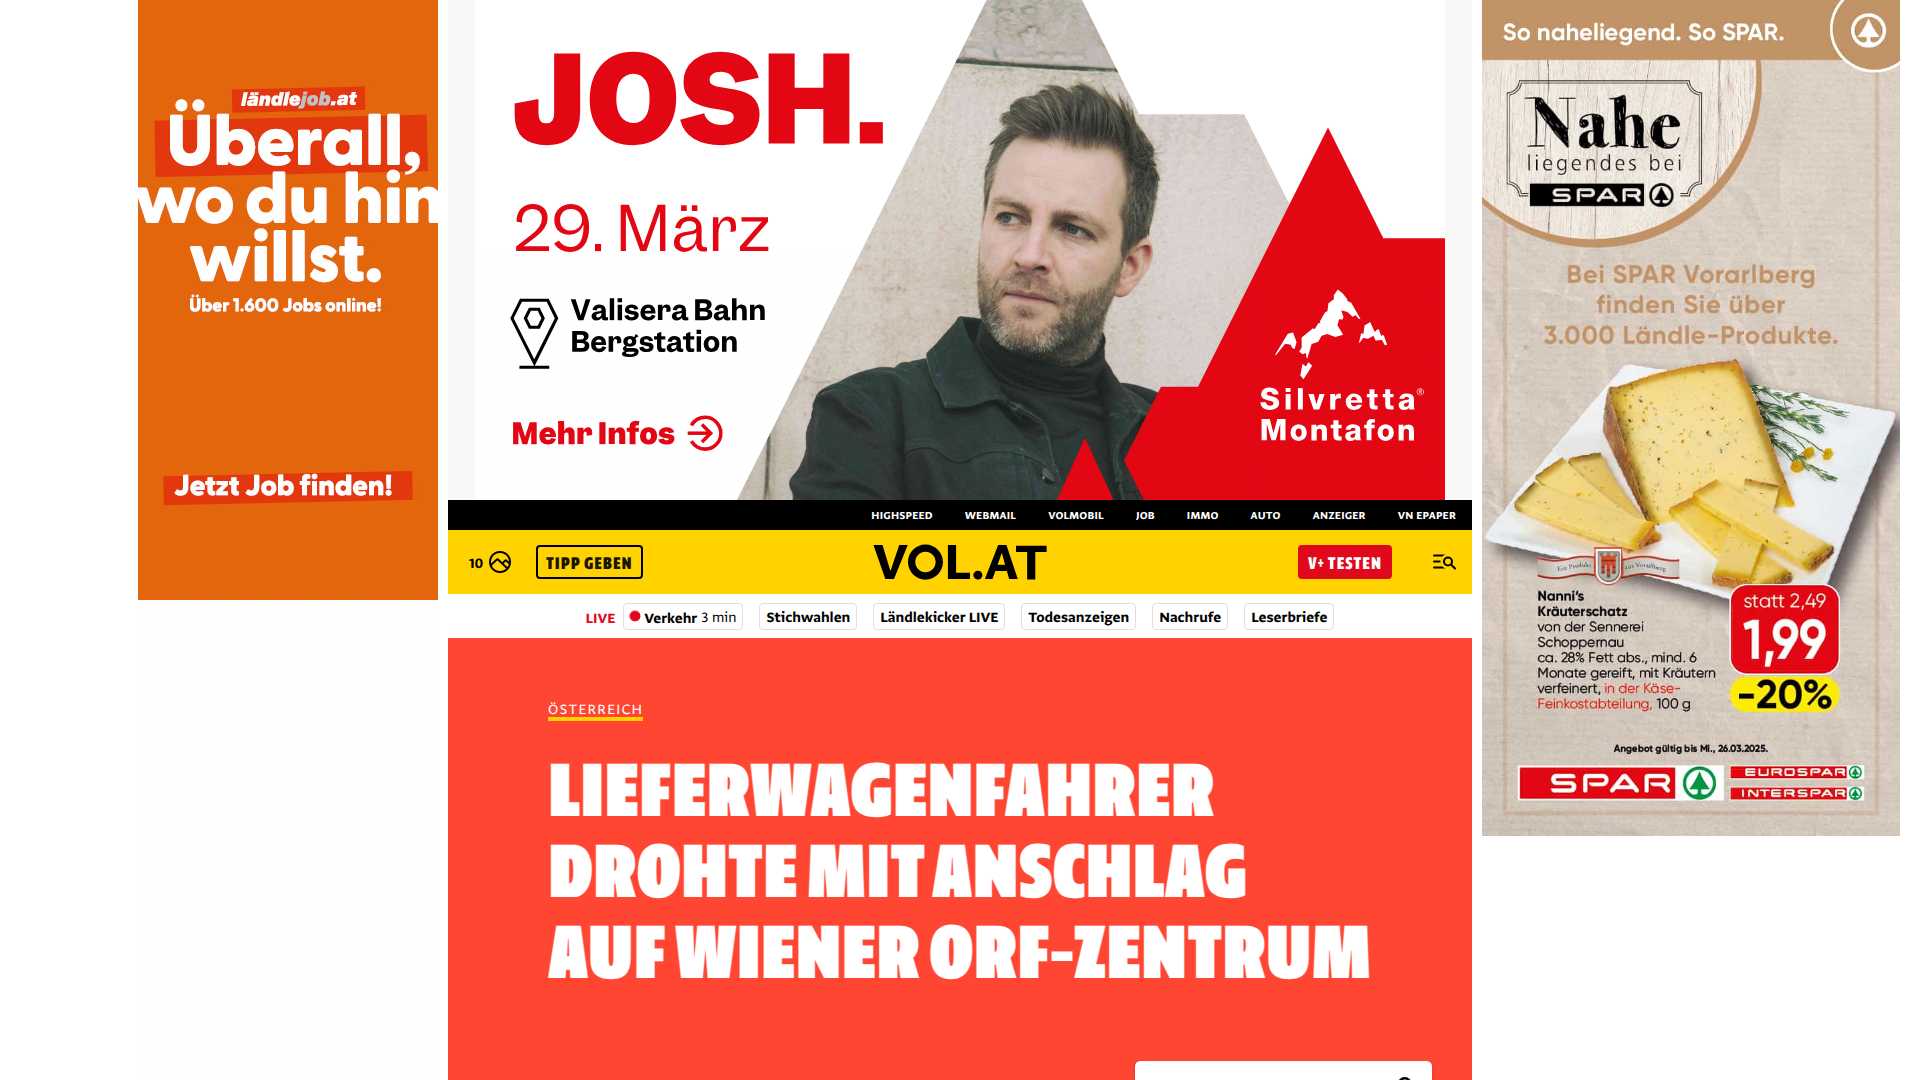 ländlejob.at
Überall,
wo du hin
willst.
Über 1.600 Jobs online!
Jetzt Job finden!
JOSH.
29. März
Valisera Bahn
Bergstation
Mehr Infos
Silvretta®
Montafon
HIGHSPEED WEBMAIL VOLMOBIL JOB IMMO AUTO ANZEIGER VN EPAPER
10 TIPP GEBEN VOL.AT V+ TESTEN
LIVE Verkehr 3 min Stichwahlen Ländlekicker LIVE Todesanzeigen Nachrufe Leserbriefe
ÖSTERREICH
LIEFERWAGENFAHRER
DROHTE MIT ANSCHLAG
AUF WIENER ORF-ZENTRUM
So naheliegend. So SPAR.
Nahe
liegendes bei
SPAR
Bei SPAR Vorarlberg
finden Sie über
3.000 Ländle-Produkte.
Ein Produkt aus Vorarlberg
Nanni's
Kräuterschatz
von der Sennerei
Schoppernau
ca. 28% Fett abs., mind. 6
Monate gereift, mit Kräutern
verfeinert, in der Käse-
Feinkostabteilung, 100 g
statt 2,49
1,99
-20%
Angebot gültig bis Mi., 26.03.2025.
SPAR
EUROSPAR
INTERSPAR